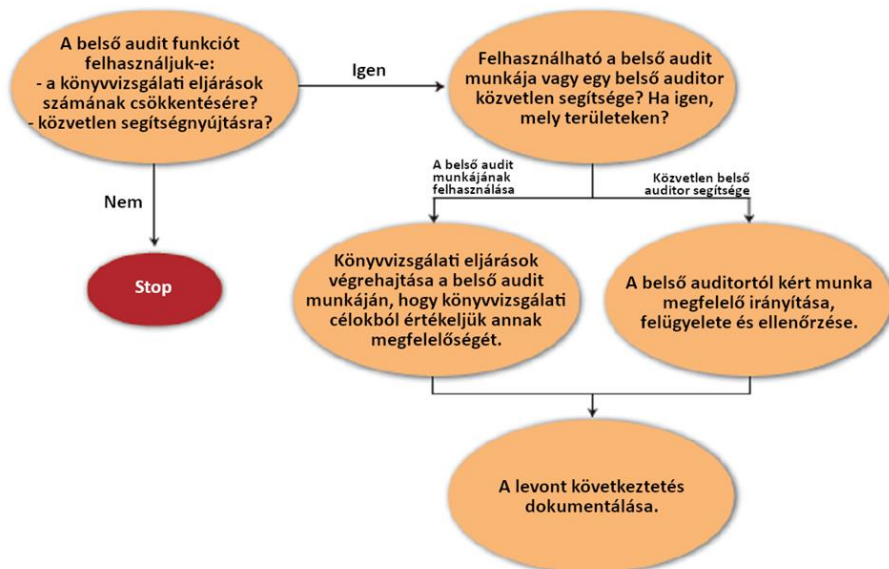 A belső audit funkciót
felhasználjuk-e:
- a könyvvizsgálati eljárások
számának csökkentésére?
- közvetlen segítségnyújtásra?
Igen
Felhasználható a belső audit
munkája vagy egy belső auditor
közvetlen segítsége? Ha igen,
mely területeken?
Nem
Stop
A belső audit
munkájának
felhasználása
Közvetlen belső
auditor segítsége
Könyvvizsgálati eljárások
végrehajtása a belső audit
munkáján, hogy könyvvizsgálati
célokból értékeljük annak
megfelelőségét.
A belső auditortól kért munka
megfelelő irányítása,
felügyelete és ellenőrzése.
A levont következtetés
dokumentálása.